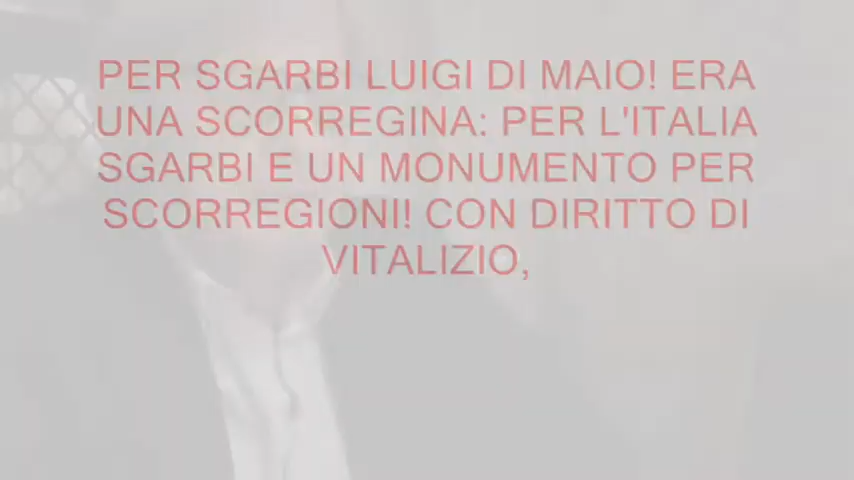 PER SGARBI LUIGI DI MAIO! ERA
UNA SCORREGINA: PER L'ITALIA
SGARBI E UN MONUMENTO PER
SCORREGIONI! CON DIRITTO DI
VITALIZIO,